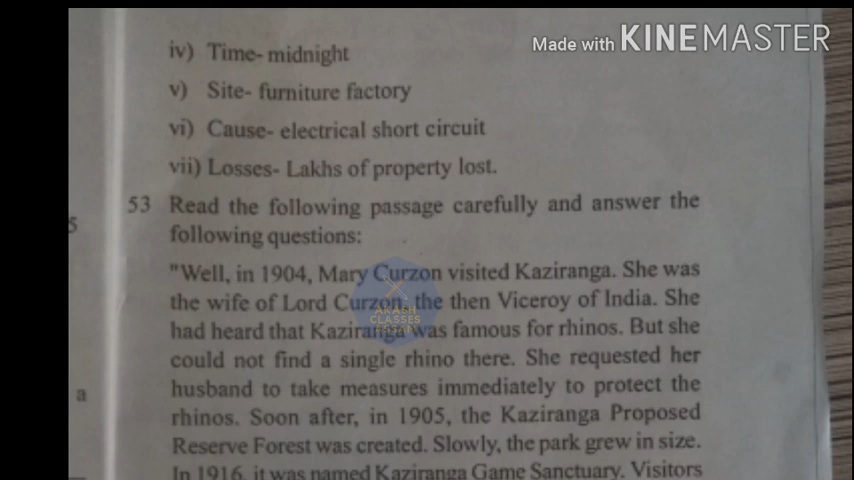 Made with KINEMASTER
iv) Time- midnight
v) Site- furniture factory
vi) Cause- electrical short circuit
vii) Losses- Lakhs of property lost.
5
53 Read the following passage carefully and answer the
following questions:
"Well, in 1904, Mary Curzon visited Kaziranga. She was
the wife of Lord Curzon, the then Viceroy of India. She
had heard that Kaziranga was famous for rhinos. But she
could not find a single rhino there. She requested her
husband to take measures immediately to protect the
a
rhinos. Soon after, in 1905, the Kaziranga Proposed
Reserve Forest was created. Slowly, the park grew in size.
In 1916, it was named Kaziranga Game Sanctuary. Visitors
AKASH
CLASSES